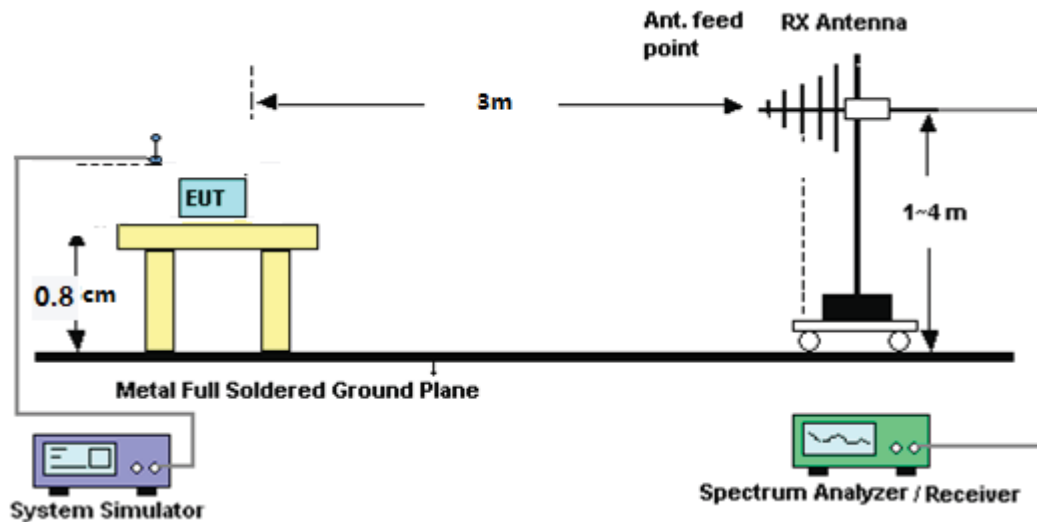 Ant. feed
point
RX Antenna
3m
EUT
1~4 m
0.8 cm
Metal Full Soldered Ground Plane
System Simulator
Spectrum Analyzer / Receiver